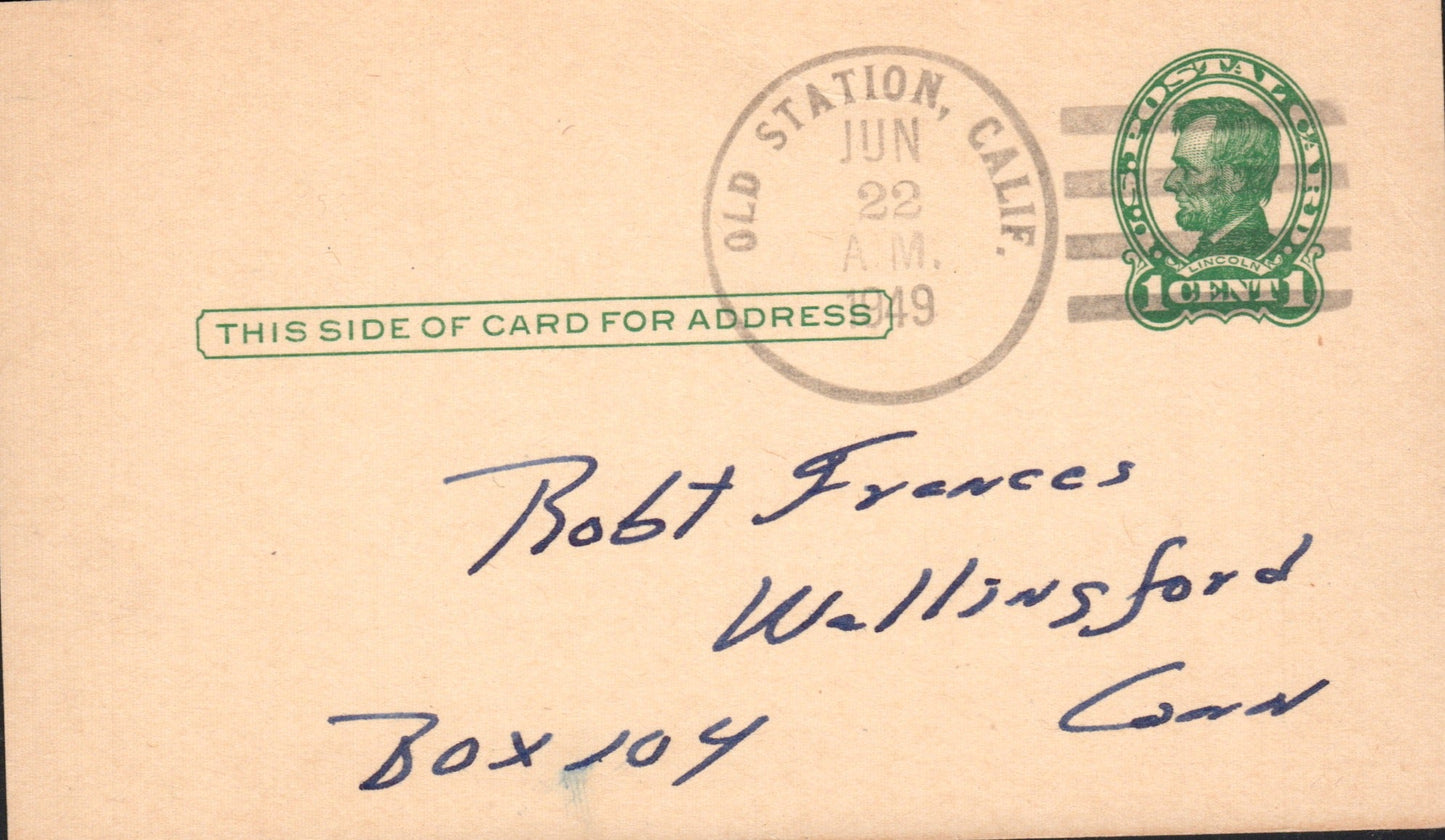 OLD STATION, CALIF.
JUN
22
A.M.
1949
U.S. POSTAL CARD
LINCOLN
1 CENT 1
THIS SIDE OF CARD FOR ADDRESS
Robt Frances
Wallingford
Conn
Box 104